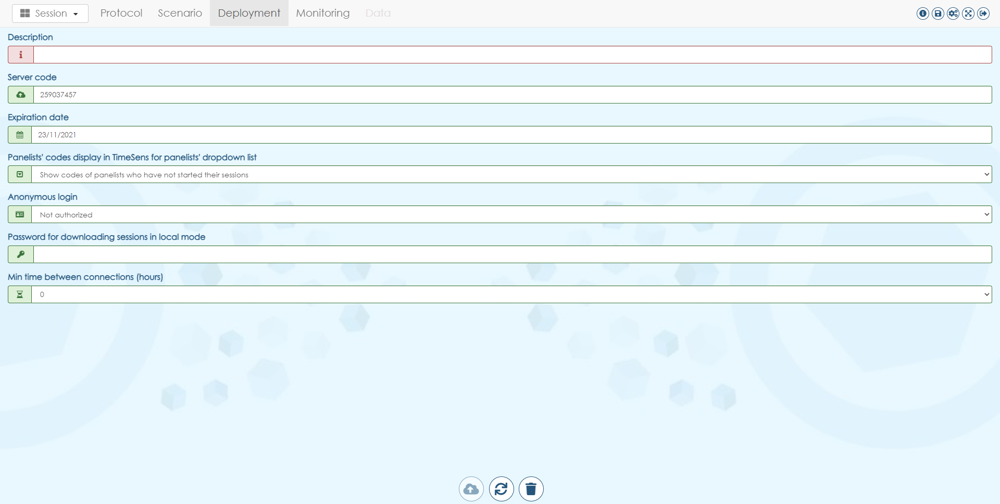 Session
Protocol
Scenario
Deployment
Monitoring
Data
Description
Server code
259037457
Expiration date
23/11/2021
Panelists' codes display in TimeSens for panelists' dropdown list
Show codes of panelists who have not started their sessions
Anonymous login
Not authorized
Password for downloading sessions in local mode
Min time between connections (hours)
0